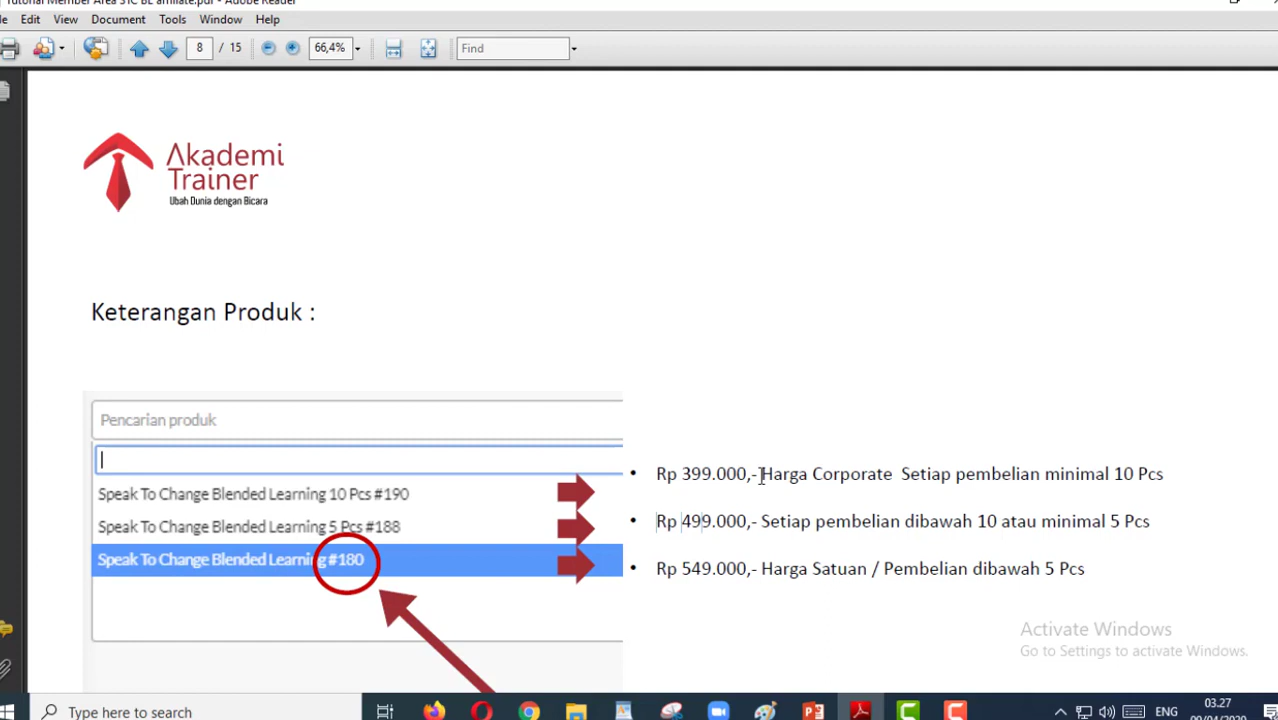 Tutorial Member Area STC BL affiliate.pdf - Adobe Reader
Edit View Document Tools Window Help
8 / 15 66,4% Find
Akademi
Trainer
Ubah Dunia dengan Bicara
Keterangan Produk :
Pencarian produk
Speak To Change Blended Learning 10 Pcs #190
Speak To Change Blended Learning 5 Pcs #188
Speak To Change Blended Learning #180
• Rp 399.000,- Harga Corporate Setiap pembelian minimal 10 Pcs
• Rp 499.000,- Setiap pembelian dibawah 10 atau minimal 5 Pcs
• Rp 549.000,- Harga Satuan / Pembelian dibawah 5 Pcs
Activate Windows
Go to Settings to activate Windows.
Type here to search
ENG
03.27
09/04/2020